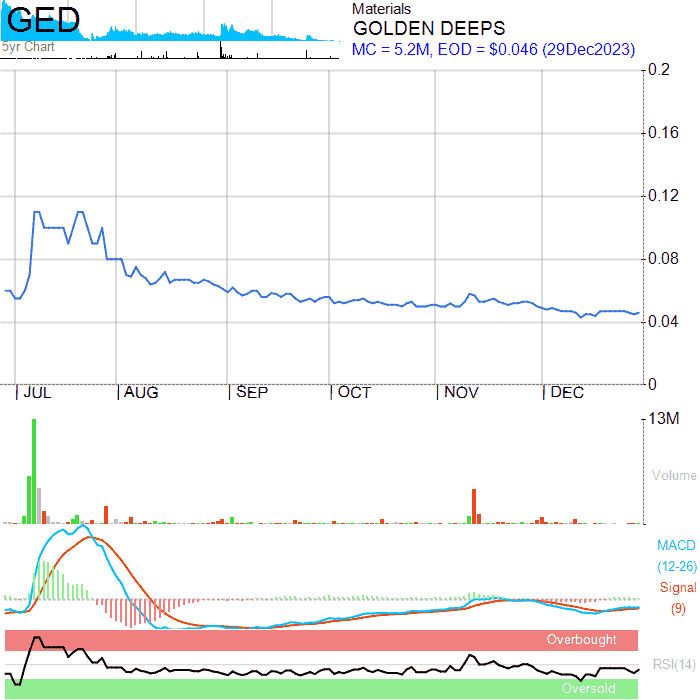 GED
5yr Chart
Materials
GOLDEN DEEPS
MC = 5.2M, EOD = $0.046 (29Dec2023)
0.2
0.16
0.12
0.08
0.04
0
JUL AUG SEP OCT NOV DEC
13M
Volume
MACD
(12-26)
Signal
(9)
Overbought
RSI(14)
Oversold